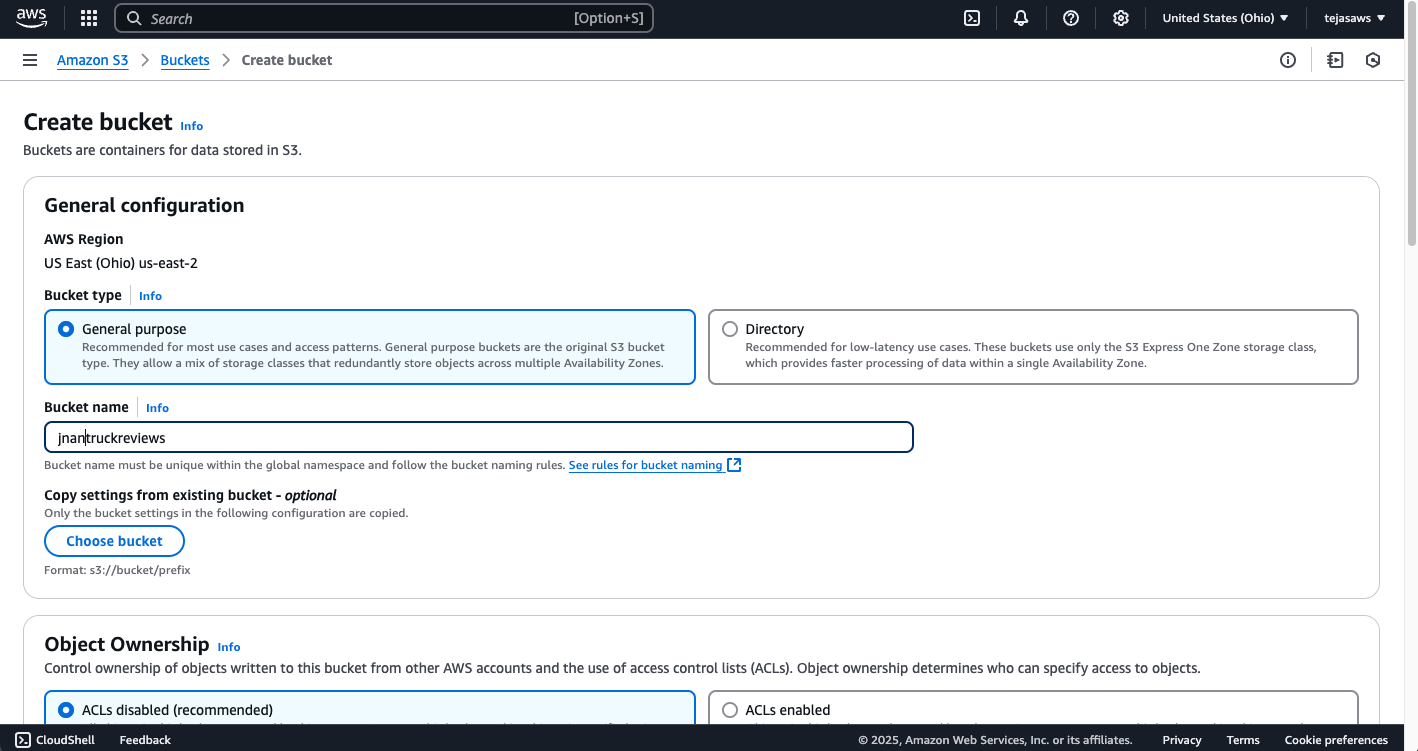 aws
Search
[Option+S]
United States (Ohio)
tejasaws
Amazon S3 > Buckets > Create bucket
Create bucket Info
Buckets are containers for data stored in S3.
General configuration
AWS Region
US East (Ohio) us-east-2
Bucket type Info
General purpose
Recommended for most use cases and access patterns. General purpose buckets are the original S3 bucket
type. They allow a mix of storage classes that redundantly store objects across multiple Availability Zones.
Directory
Recommended for low-latency use cases. These buckets use only the S3 Express One Zone storage class,
which provides faster processing of data within a single Availability Zone.
Bucket name Info
jnantruckreviews
Bucket name must be unique within the global namespace and follow the bucket naming rules. See rules for bucket naming
Copy settings from existing bucket - optional
Only the bucket settings in the following configuration are copied.
Choose bucket
Format: s3://bucket/prefix
Object Ownership Info
Control ownership of objects written to this bucket from other AWS accounts and the use of access control lists (ACLs). Object ownership determines who can specify access to objects.
ACLs disabled (recommended)
ACLs enabled
CloudShell
Feedback
© 2025, Amazon Web Services, Inc. or its affiliates.
Privacy
Terms
Cookie preferences